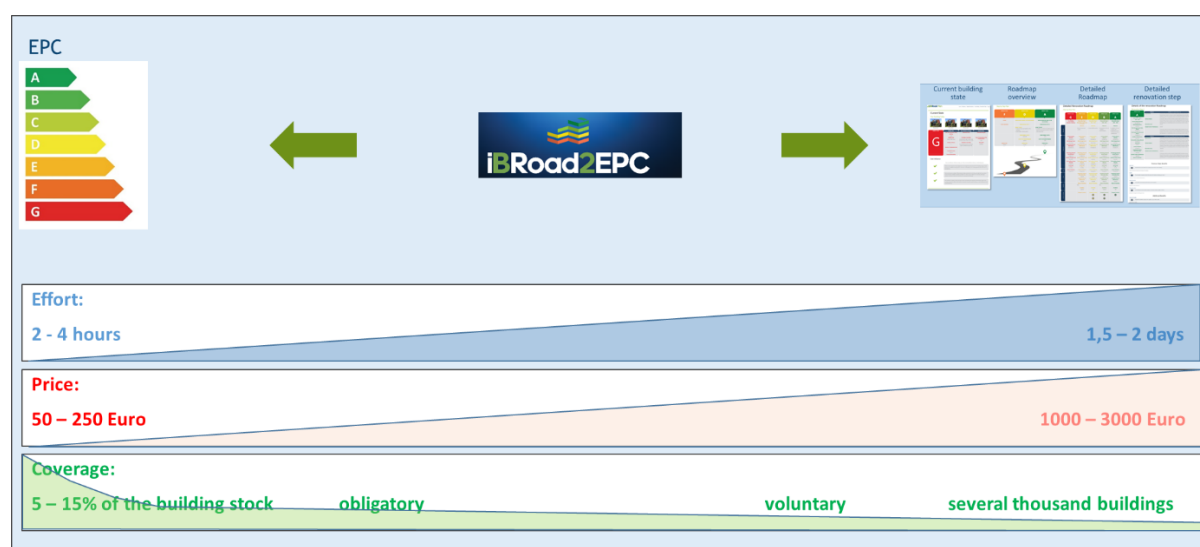 EPC
A
B
C
D
E
F
G
iBRoad2EPC
Current building state
Roadmap overview
Detailed Roadmap
Detailed renovation step
G
Effort:
2 - 4 hours
1,5 – 2 days
Price:
50 – 250 Euro
1000 – 3000 Euro
Coverage:
5 – 15% of the building stock obligatory voluntary several thousand buildings